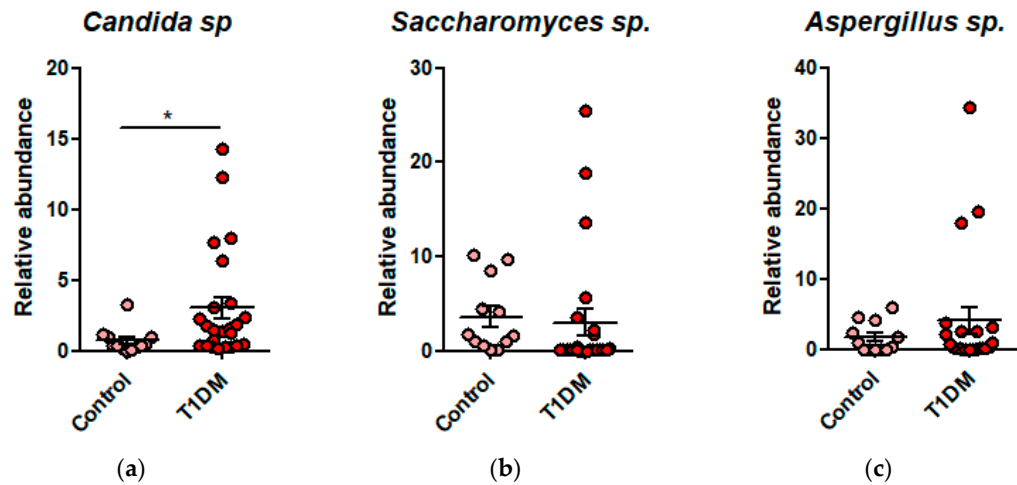 Candida sp
Saccharomyces sp.
Aspergillus sp.
Relative abundance
20
15
10
5
0
*
Control
T1DM
Relative abundance
30
20
10
0
Control
T1DM
Relative abundance
40
30
20
10
0
Control
T1DM
(a)
(b)
(c)